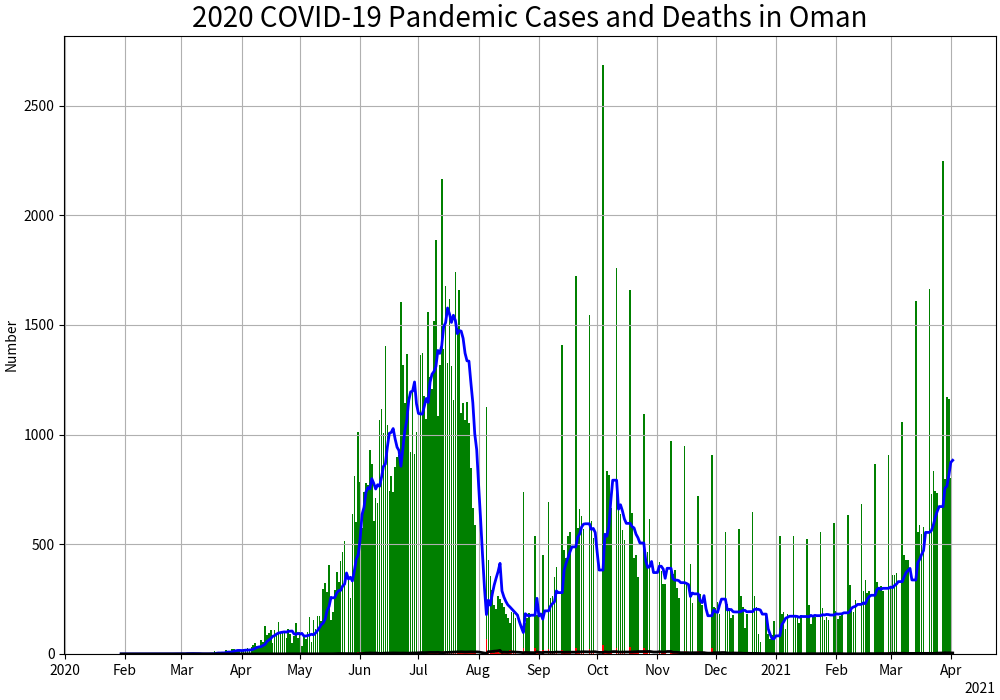 2020 COVID-19 Pandemic Cases and Deaths in Oman
Number
2500
2000
1500
1000
500
0
2020 Feb Mar Apr May Jun Jul Aug Sep Oct Nov Dec 2021 Feb Mar Apr
2021